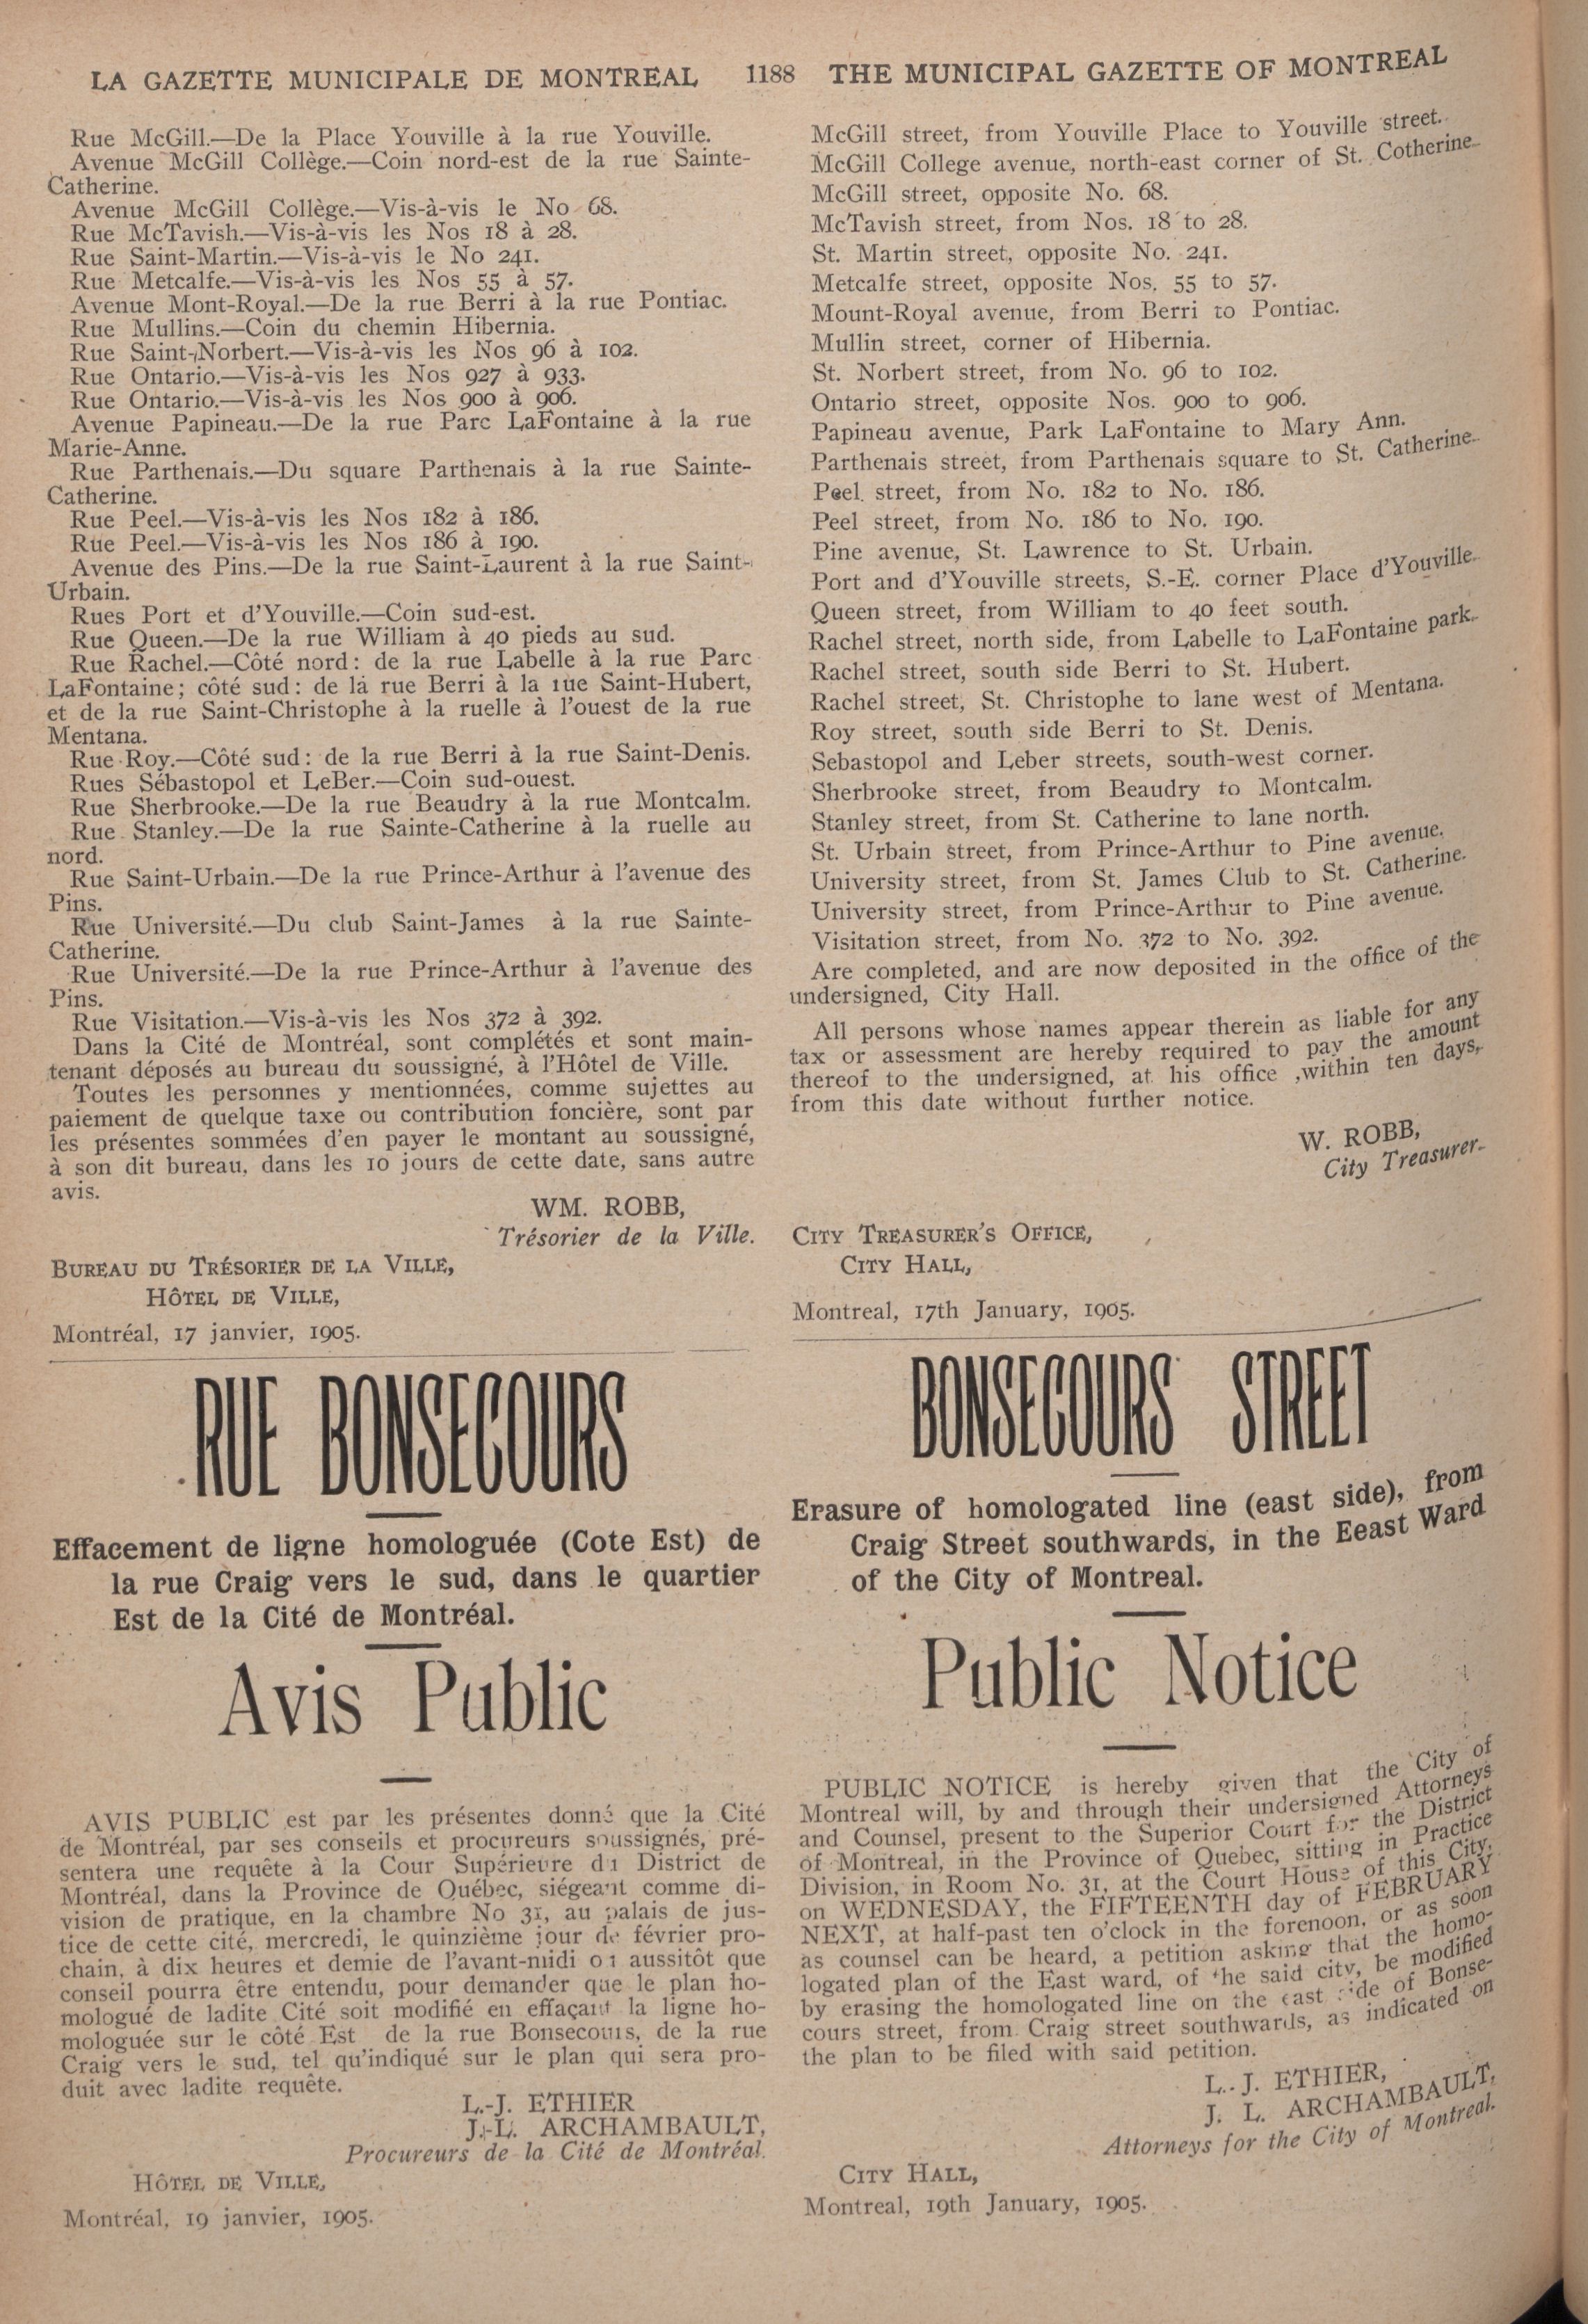 LA GAZETTE MUNICIPALE DE MONTREAL 1188 THE MUNICIPAL GAZETTE OF MONTREAL
Rue McGill.—De la Place Youville à la rue Youville.
Avenue McGill Collège.—Coin nord-est de la rue Sainte-
Catherine.
Avenue McGill Collège.—Vis-à-vis le No 68.
Rue McTavish.—Vis-à-vis les Nos 18 à 28.
Rue Saint-Martin.—Vis-à-vis le No 241.
Rue Metcalfe.—Vis-à-vis les Nos 55 à 57.
Avenue Mont-Royal.—De la rue Berri à la rue Pontiac.
Rue Mullins.—Coin du chemin Hibernia.
Rue Saint-Norbert.—Vis-à-vis les Nos 96 à 102.
Rue Ontario.—Vis-à-vis les Nos 927 à 933.
Rue Ontario.—Vis-à-vis les Nos 900 à 906.
Avenue Papineau.—De la rue Parc LaFontaine à la rue
Marie-Anne.
Rue Parthenais.—Du square Parthenais à la rue Sainte-
Catherine.
Rue Peel.—Vis-à-vis les Nos 182 à 186.
Rue Peel.—Vis-à-vis les Nos 186 à 190.
Avenue des Pins.—De la rue Saint-Laurent à la rue Saint-
Urbain.
Rues Port et d'Youville.—Coin sud-est.
Rue Queen.—De la rue William à 40 pieds au sud.
Rue Rachel.—Côté nord: de la rue Labelle à la rue Parc
LaFontaine; côté sud: de la rue Berri à la rue Saint-Hubert,
et de la rue Saint-Christophe à la ruelle à l'ouest de la rue
Mentana.
Rue Roy.—Côté sud: de la rue Berri à la rue Saint-Denis.
Rues Sébastopol et LeBer.—Coin sud-ouest.
Rue Sherbrooke.—De la rue Beaudry à la rue Montcalm.
Rue Stanley.—De la rue Sainte-Catherine à la ruelle au
nord.
Rue Saint-Urbain.—De la rue Prince-Arthur à l'avenue des
Pins.
Rue Université.—Du club Saint-James à la rue Sainte-
Catherine.
Rue Université.—De la rue Prince-Arthur à l'avenue des
Pins.
Rue Visitation.—Vis-à-vis les Nos 372 à 392.
Dans la Cité de Montréal, sont complétés et sont main-
tenant déposés au bureau du soussigné, à l'Hôtel de Ville.
Toutes les personnes y mentionnées, comme sujettes au
paiement de quelque taxe ou contribution foncière, sont par
les présentes sommées d'en payer le montant au soussigné,
à son dit bureau, dans les 10 jours de cette date, sans autre
avis.
WM. ROBB,
Trésorier de la Ville.
BUREAU DU TRÉSORIER DE LA VILLE,
HÔTEL DE VILLE,
Montréal, 17 janvier, 1905.
RUE BONSECOURS
Effacement de ligne homologuée (Cote Est) de
la rue Craig vers le sud, dans le quartier
Est de la Cité de Montréal.
Avis Public
AVIS PUBLIC est par les présentes donné que la Cité
de Montréal, par ses conseils et procureurs soussignés, pré-
sentera une requête à la Cour Supérieure du District de
Montréal, dans la Province de Québec, siégeant comme di-
vision de pratique, en la chambre No 31, au palais de jus-
tice de cette cité, mercredi, le quinzième jour de février pro-
chain, à dix heures et demie de l'avant-midi ou aussitôt que
conseil pourra être entendu, pour demander que le plan ho-
mologué de ladite Cité soit modifié en effaçant la ligne ho-
mologuée sur le côté Est de la rue Bonsecours, de la rue
Craig vers le sud, tel qu'indiqué sur le plan qui sera pro-
duit avec ladite requête.
L.-J. ETHIER
J.-L. ARCHAMBAULT,
Procureurs de la Cité de Montréal.
HÔTEL DE VILLE,
Montréal, 19 janvier, 1905.
McGill street, from Youville Place to Youville street.
McGill College avenue, north-east corner of St. Cotherine.
McGill street, opposite No. 68.
McTavish street, from Nos. 18 to 28.
St. Martin street, opposite No. 241.
Metcalfe street, opposite Nos. 55 to 57.
Mount-Royal avenue, from Berri to Pontiac.
Mullin street, corner of Hibernia.
St. Norbert street, from No. 96 to 102.
Ontario street, opposite Nos. 900 to 906.
Papineau avenue, Park LaFontaine to Mary Ann.
Parthenais street, from Parthenais square to St. Catherine.
Peel street, from No. 182 to No. 186.
Peel street, from No. 186 to No. 190.
Pine avenue, St. Lawrence to St. Urbain.
Port and d'Youville streets, S.-E. corner Place d'Youville.
Queen street, from William to 40 feet south.
Rachel street, north side, from Labelle to LaFontaine park.
Rachel street, south side Berri to St. Hubert.
Rachel street, St. Christophe to lane west of Mentana.
Roy street, south side Berri to St. Denis.
Sebastopol and Leber streets, south-west corner.
Sherbrooke street, from Beaudry to Montcalm.
Stanley street, from St. Catherine to lane north.
St. Urbain street, from Prince-Arthur to Pine avenue.
University street, from St. James Club to St. Catherine.
University street, from Prince-Arthur to Pine avenue.
Visitation street, from No. 372 to No. 392.
Are completed, and are now deposited in the office of the
undersigned, City Hall.
All persons whose names appear therein as liable for any
tax or assessment are hereby required to pay the amount
thereof to the undersigned, at his office ,within ten days,
from this date without further notice.
W. ROBB,
City Treasurer.
CITY TREASURER'S OFFICE,
CITY HALL,
Montreal, 17th January, 1905.
BONSECOURS STREET
Erasure of homologated line (east side), from
Craig Street southwards, in the Eeast Ward
of the City of Montreal.
Public Notice
PUBLIC NOTICE is hereby given that the City of
Montreal will, by and through their undersigned Attorneys
and Counsel, present to the Superior Court for the District
of Montreal, in the Province of Quebec, sitting in Practice
Division, in Room No. 31, at the Court House of this City,
on WEDNESDAY, the FIFTEENTH day of FEBRUARY
NEXT, at half-past ten o'clock in the forenoon, or as soon
as counsel can be heard, a petition asking that the homo-
logated plan of the East ward, of the said city, be modified
by erasing the homologated line on the east side of Bonse-
cours street, from Craig street southwards, as indicated on
the plan to be filed with said petition.
L. J. ETHIER,
J. L. ARCHAMBAULT,
Attorneys for the City of Montreal.
CITY HALL,
Montreal, 19th January, 1905.